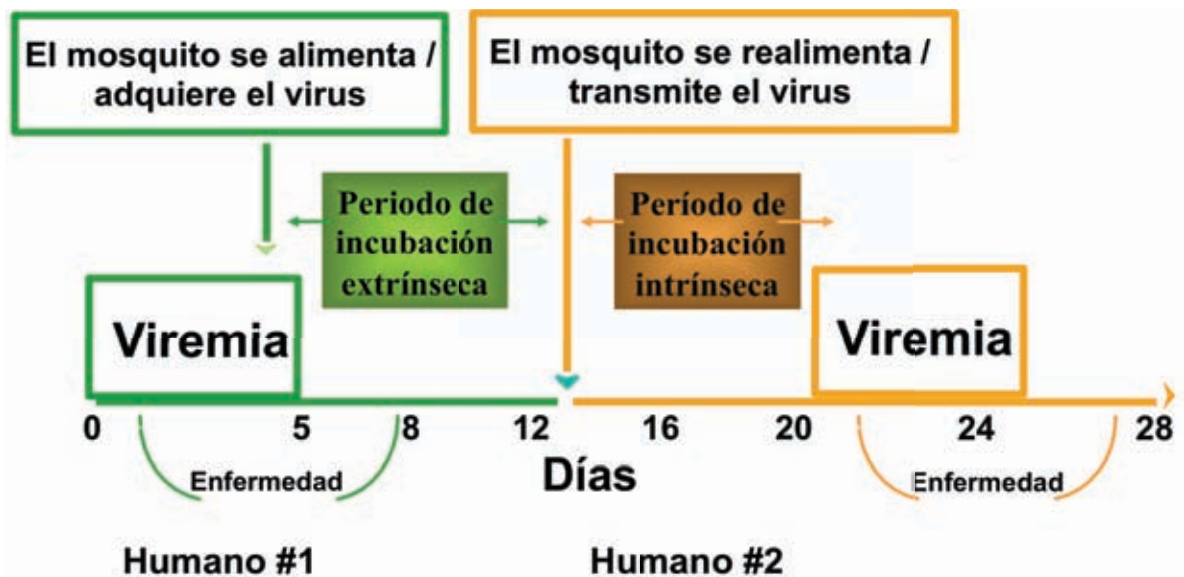 El mosquito se alimenta /
adquiere el virus
El mosquito se realimenta /
transmite el virus
Periodo de
incubación
extrínseca
Período de
incubación
intrínseca
Viremia
Viremia
0 5 8 12 16 20 24 28
Enfermedad
Días
Enfermedad
Humano #1
Humano #2